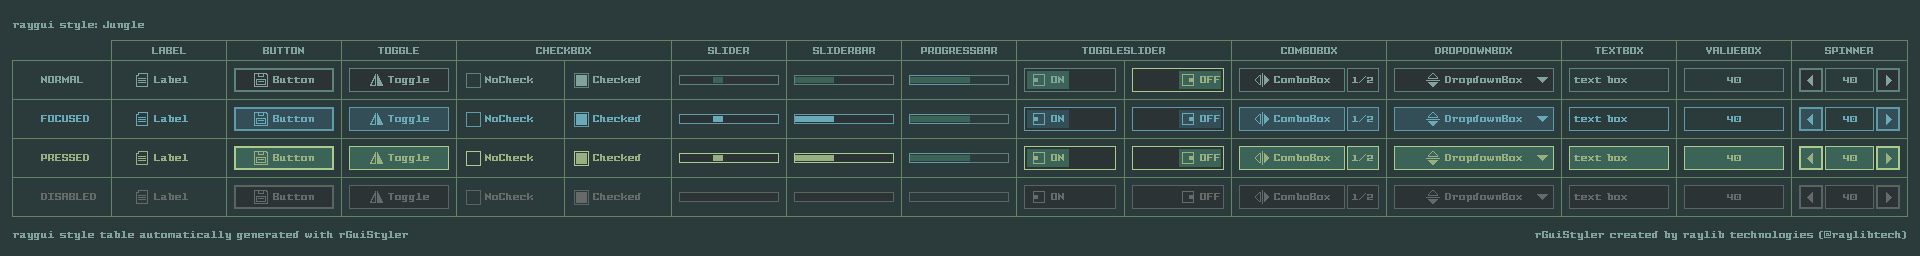 raygui style: Jungle
LABEL BUTTON TOGGLE CHECKBOX SLIDER SLIDERBAR PROGRESSBAR TOGGLESLIDER COMBOBOX DROPDOWNBOX TEXTBOX VALUEBOX SPINNER
NORMAL Label Button Toggle NoCheck Checked ON OFF ComboBox 1/2 DropdownBox text box 40 40
FOCUSED Label Button Toggle NoCheck Checked ON OFF ComboBox 1/2 DropdownBox text box 40 40
PRESSED Label Button Toggle NoCheck Checked ON OFF ComboBox 1/2 DropdownBox text box 40 40
DISABLED Label Button Toggle NoCheck Checked ON OFF ComboBox 1/2 DropdownBox text box 40 40
raygui style table automatically generated with rGuiStyler rGuiStyler created by raylib technologies (@raylibtech)